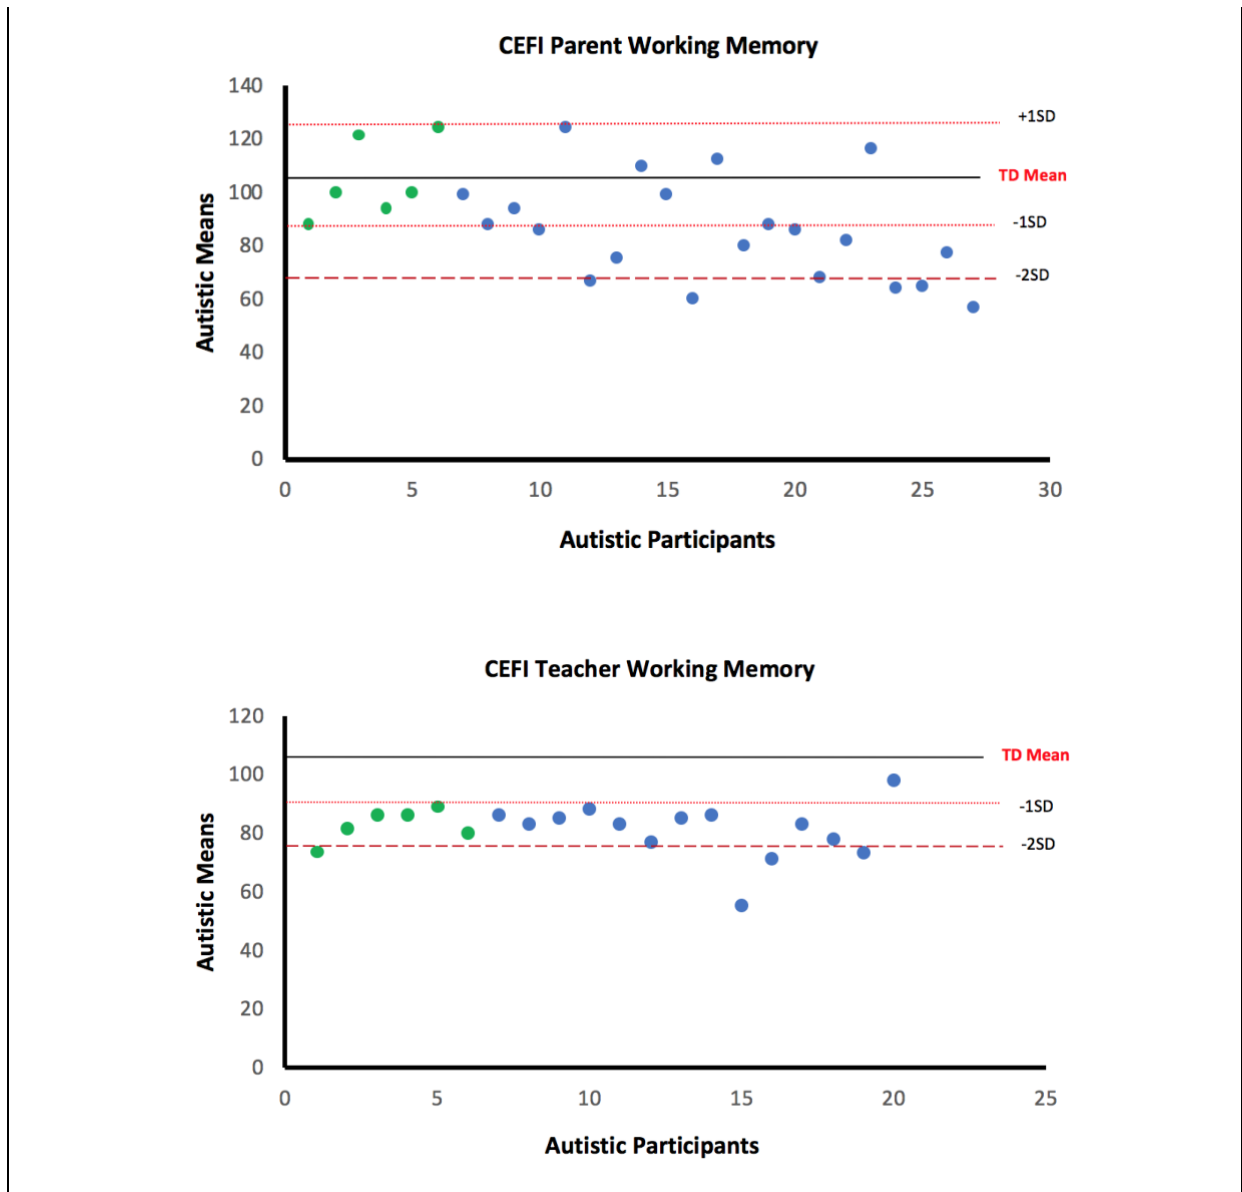 CEFI Parent Working Memory
140
120
100
80
60
40
20
0
+1SD
TD Mean
-1SD
-2SD
Autistic Means
0 5 10 15 20 25 30
Autistic Participants
CEFI Teacher Working Memory
120
100
80
60
40
20
0
TD Mean
-1SD
-2SD
Autistic Means
0 5 10 15 20 25
Autistic Participants